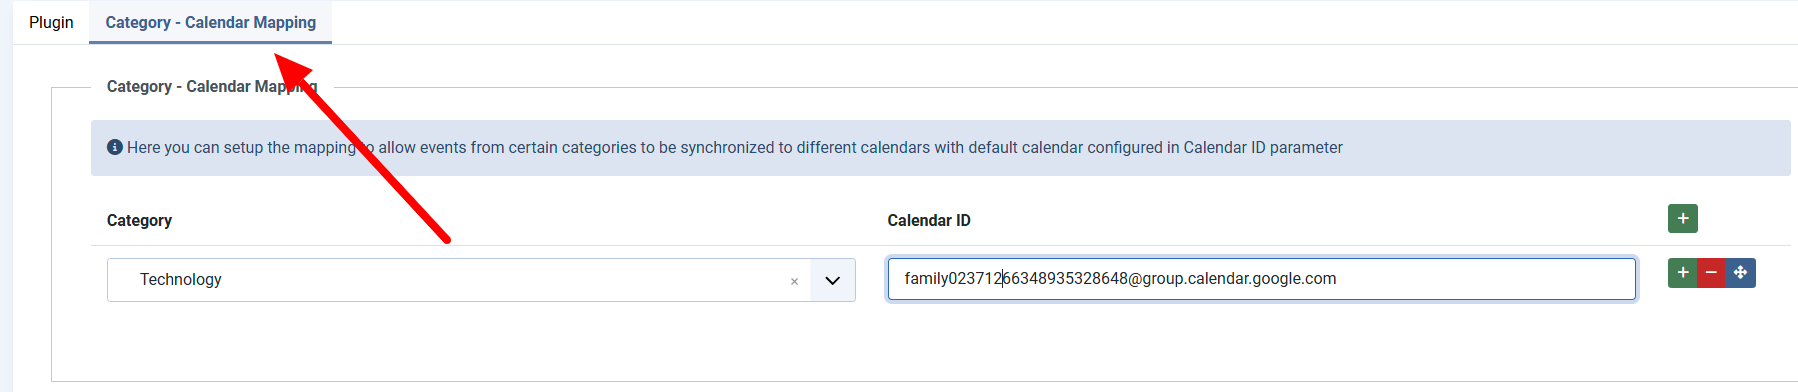 Plugin
Category - Calendar Mapping
Category - Calendar Mapping
Here you can setup the mapping to allow events from certain categories to be synchronized to different calendars with default calendar configured in Calendar ID parameter
Category
Calendar ID
Technology
family02371266348935328648@group.calendar.google.com